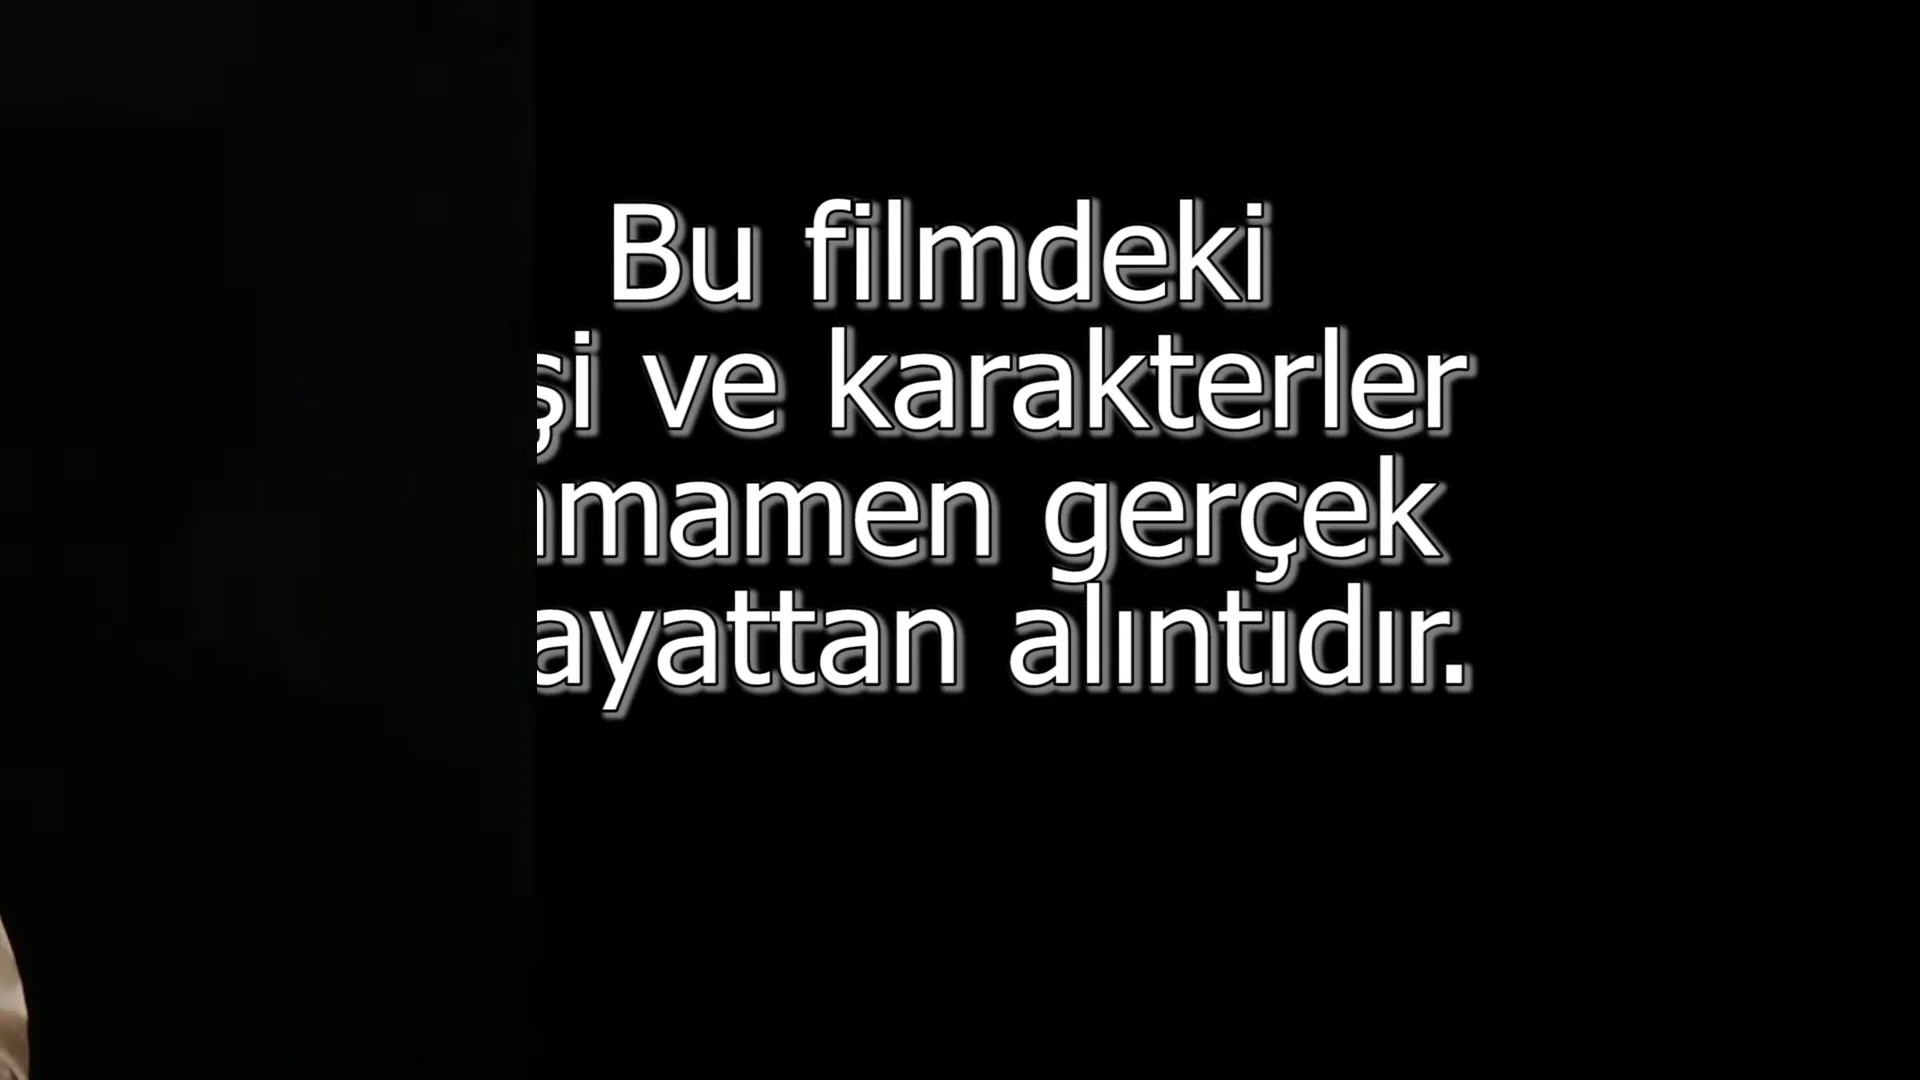 Bu filmdeki
şi ve karakterler
mamen gerçek
ayattan alıntıdır.